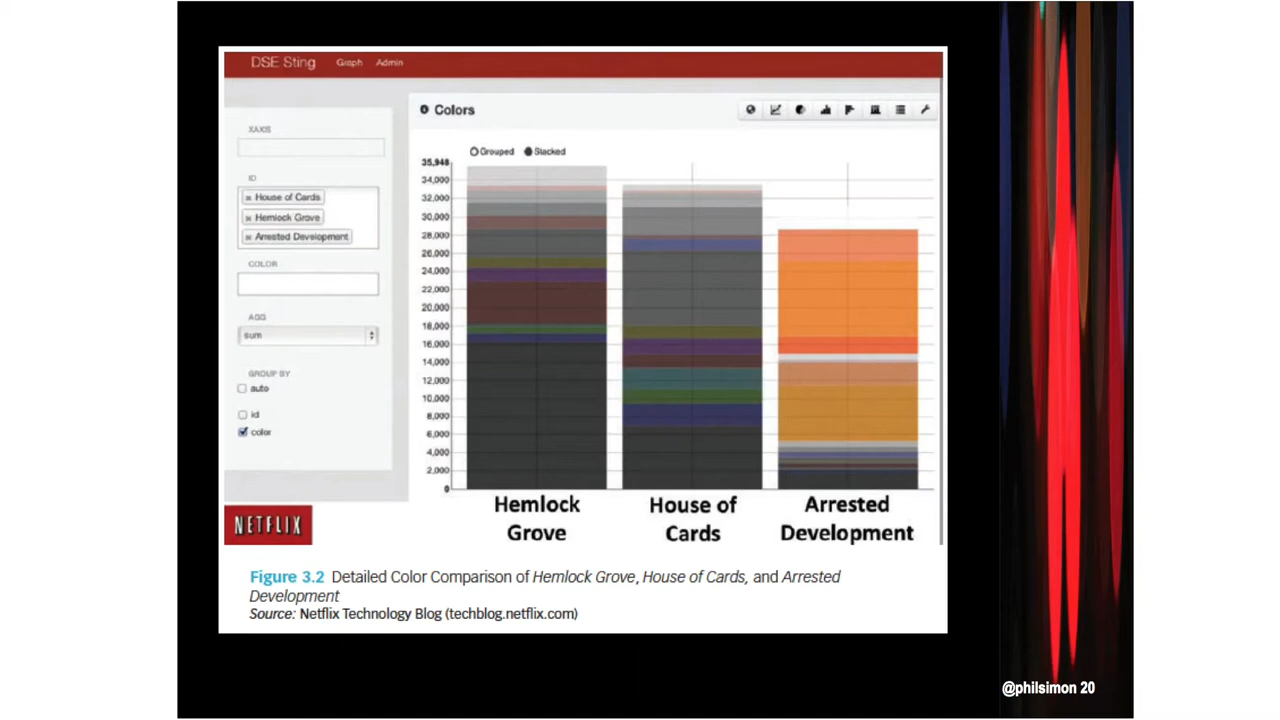 DSE Sting Graph Admin
Colors
XAXIS
ID
× House of Cards
× Hemlock Grove
× Arrested Development
COLOR
AGG
sum
GROUP BY
auto
id
color
Grouped Stacked
35,948
34,000
32,000
30,000
28,000
26,000
24,000
22,000
20,000
18,000
16,000
14,000
12,000
10,000
8,000
6,000
4,000
2,000
0
Hemlock
Grove
House of
Cards
Arrested
Development
NETFLIX
Figure 3.2 Detailed Color Comparison of Hemlock Grove, House of Cards, and Arrested
Development
Source: Netflix Technology Blog (techblog.netflix.com)
@philsimon 20